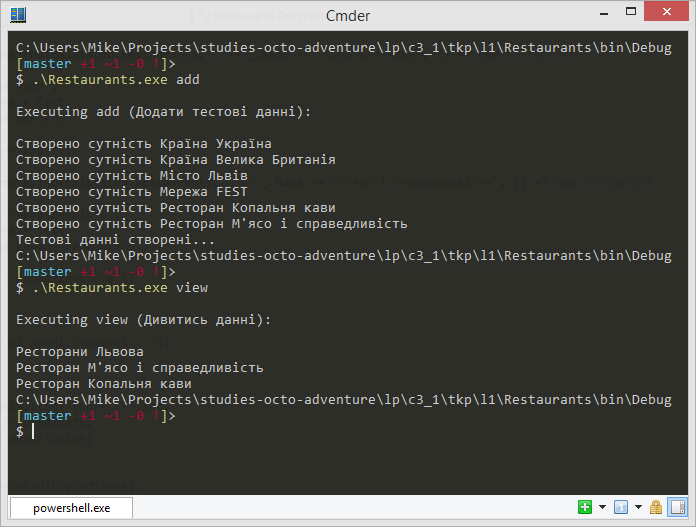 Cmder
C:\Users\Mike\Projects\studies-octo-adventure\lp\c3_1\tkp\l1\Restaurants\bin\Debug
[master +1 ~1 -0 !]>
$ .\Restaurants.exe add
Executing add (Додати тестові данні):
Створено сутність Країна Україна
Створено сутність Країна Велика Британія
Створено сутність Місто Львів
Створено сутність Мережа FEST
Створено сутність Ресторан Копальня кави
Створено сутність Ресторан М'ясо і справедливість
Тестові данні створені...
C:\Users\Mike\Projects\studies-octo-adventure\lp\c3_1\tkp\l1\Restaurants\bin\Debug
[master +1 ~1 -0 !]>
$ .\Restaurants.exe view
Executing view (Дивитись данні):
Ресторани Львова
Ресторан М'ясо і справедливість
Ресторан Копальня кави
C:\Users\Mike\Projects\studies-octo-adventure\lp\c3_1\tkp\l1\Restaurants\bin\Debug
[master +1 ~1 -0 !]>
$
powershell.exe